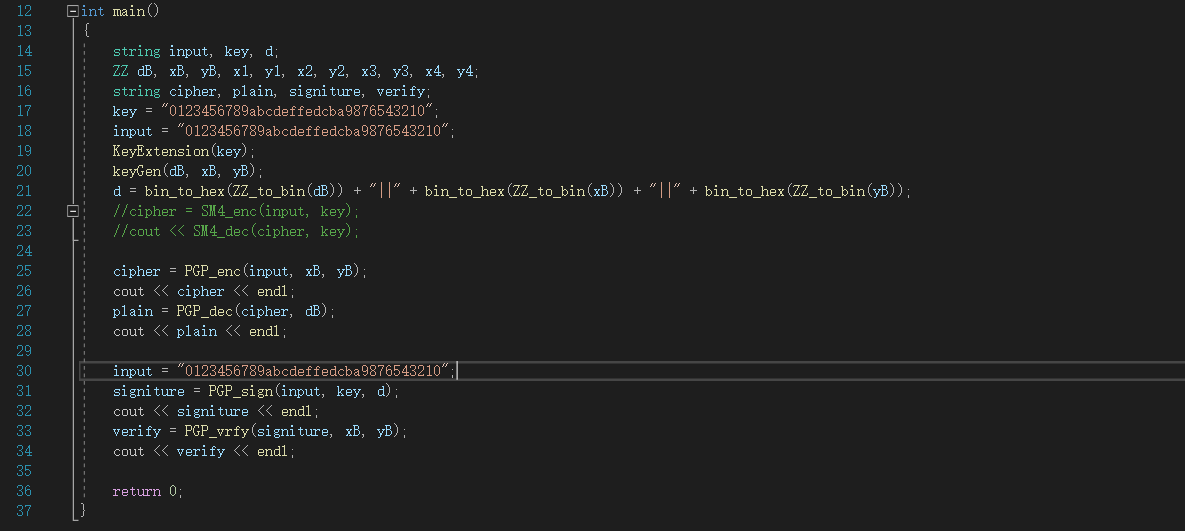 12 int main()
13 {
14 string input, key, d;
15 ZZ dB, xB, yB, x1, y1, x2, y2, x3, y3, x4, y4;
16 string cipher, plain, signiture, verify;
17 key = "0123456789abcdeffedcba9876543210";
18 input = "0123456789abcdeffedcba9876543210";
19 KeyExtension(key);
20 keyGen(dB, xB, yB);
21 d = bin_to_hex(ZZ_to_bin(dB)) + "||" + bin_to_hex(ZZ_to_bin(xB)) + "||" + bin_to_hex(ZZ_to_bin(yB));
22 //cipher = SM4_enc(input, key);
23 //cout << SM4_dec(cipher, key);
24
25 cipher = PGP_enc(input, xB, yB);
26 cout << cipher << endl;
27 plain = PGP_dec(cipher, dB);
28 cout << plain << endl;
29
30 input = "0123456789abcdeffedcba9876543210";
31 signiture = PGP_sign(input, key, d);
32 cout << signiture << endl;
33 verify = PGP_vrfy(signiture, xB, yB);
34 cout << verify << endl;
35
36 return 0;
37 }